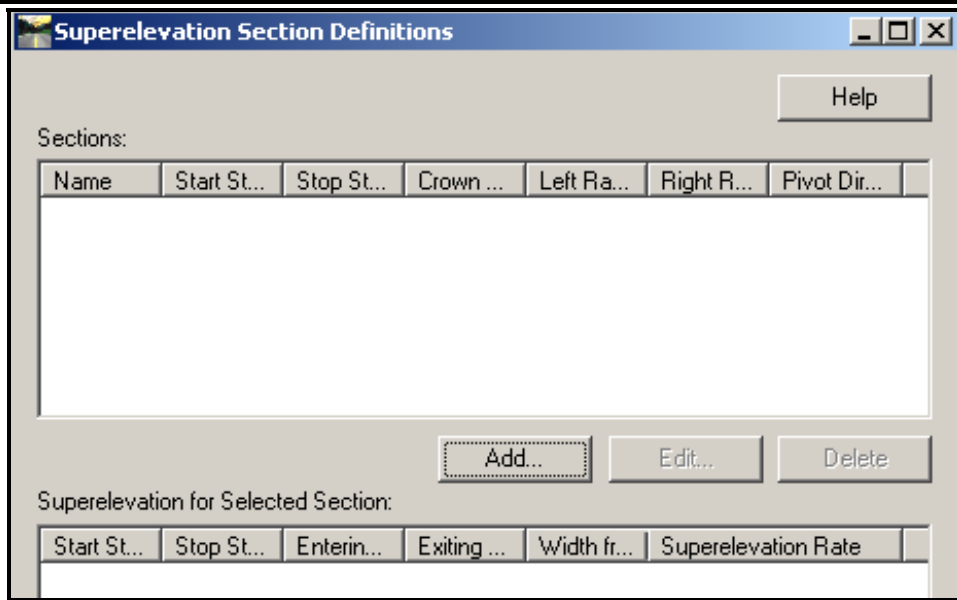 Superelevation Section Definitions
Help
Sections:
Name Start St... Stop St... Crown ... Left Ra... Right R... Pivot Dir...
Add... Edit... Delete
Superelevation for Selected Section:
Start St... Stop St... Enterin... Exiting ... Width fr... Superelevation Rate